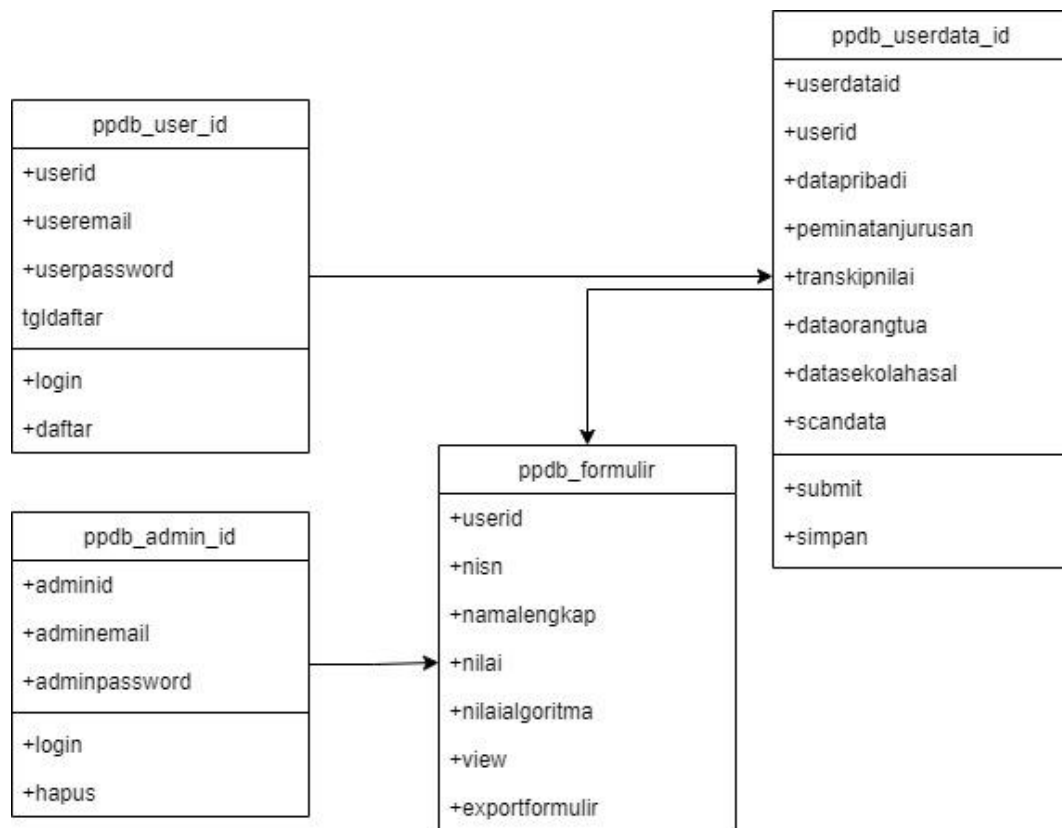 ppdb_userdata_id
+userdataid
+userid
+datapribadi
+peminatanjurusan
+transkipnilai
+dataorangtua
+datasekolahasal
+scandata
+submit
+simpan
ppdb_user_id
+userid
+useremail
+userpassword
tgldaftar
+login
+daftar
ppdb_formulir
+userid
+nisn
+namalengkap
+nilai
+nilaialgoritma
+view
+exportformulir
ppdb_admin_id
+adminid
+adminemail
+adminpassword
+login
+hapus